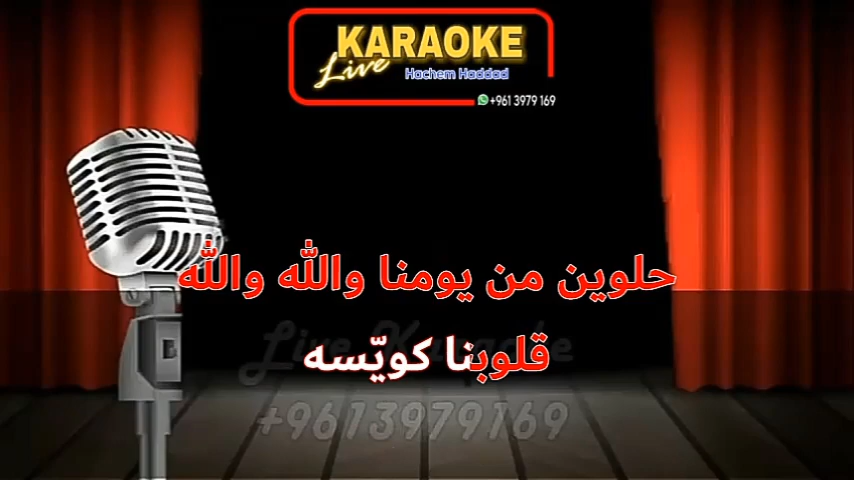 KARAOKE
Live
Hachem Haddad
+961 3979 169
حلوين من يومنا والله والله
قلوبنا كويّسه
Live Karaoke
+9613979169